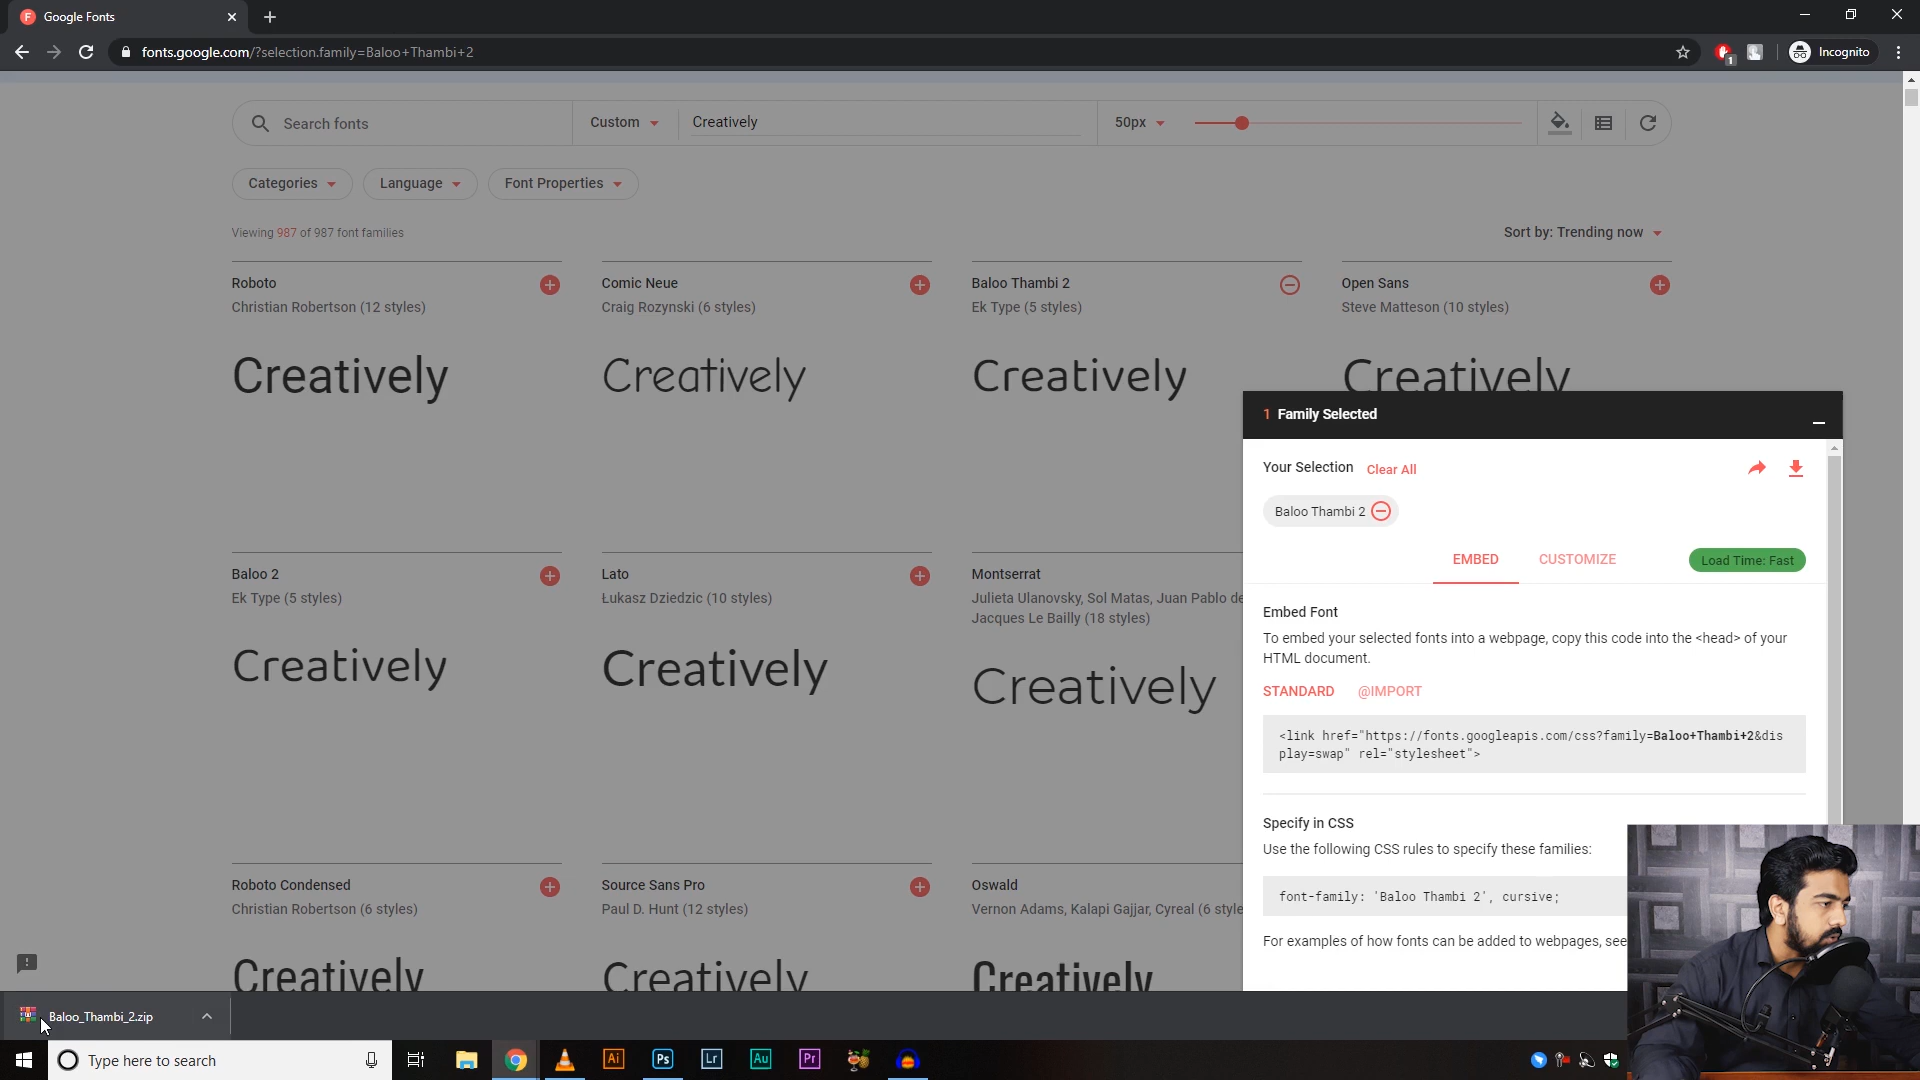 Google Fonts
fonts.google.com/?selection.family=Baloo+Thambi+2
1
Incognito
Search fonts
Custom
Creatively
50px
Categories
Language
Font Properties
Viewing 987 of 987 font families
Sort by: Trending now
Roboto
Christian Robertson (12 styles)
Creatively
Comic Neue
Craig Rozynski (6 styles)
Creatively
Baloo Thambi 2
Ek Type (5 styles)
Creatively
Open Sans
Steve Matteson (10 styles)
Creatively
Baloo 2
Ek Type (5 styles)
Creatively
Lato
Łukasz Dziedzic (10 styles)
Creatively
Montserrat
Julieta Ulanovsky, Sol Matas, Juan Pablo de
Jacques Le Bailly (18 styles)
Creatively
Roboto Condensed
Christian Robertson (6 styles)
Creatively
Source Sans Pro
Paul D. Hunt (12 styles)
Creatively
Oswald
Vernon Adams, Kalapi Gajjar, Cyreal (6 style
Creatively
1 Family Selected
Your Selection Clear All
Baloo Thambi 2
EMBED CUSTOMIZE Load Time: Fast
Embed Font
To embed your selected fonts into a webpage, copy this code into the <head> of your
HTML document.
STANDARD @IMPORT
<link href="https://fonts.googleapis.com/css?family=Baloo+Thambi+2&dis
play=swap" rel="stylesheet">
Specify in CSS
Use the following CSS rules to specify these families:
font-family: 'Baloo Thambi 2', cursive;
For examples of how fonts can be added to webpages, see
Baloo_Thambi_2.zip
Type here to search
Ai
Ps
Lr
Au
Pr